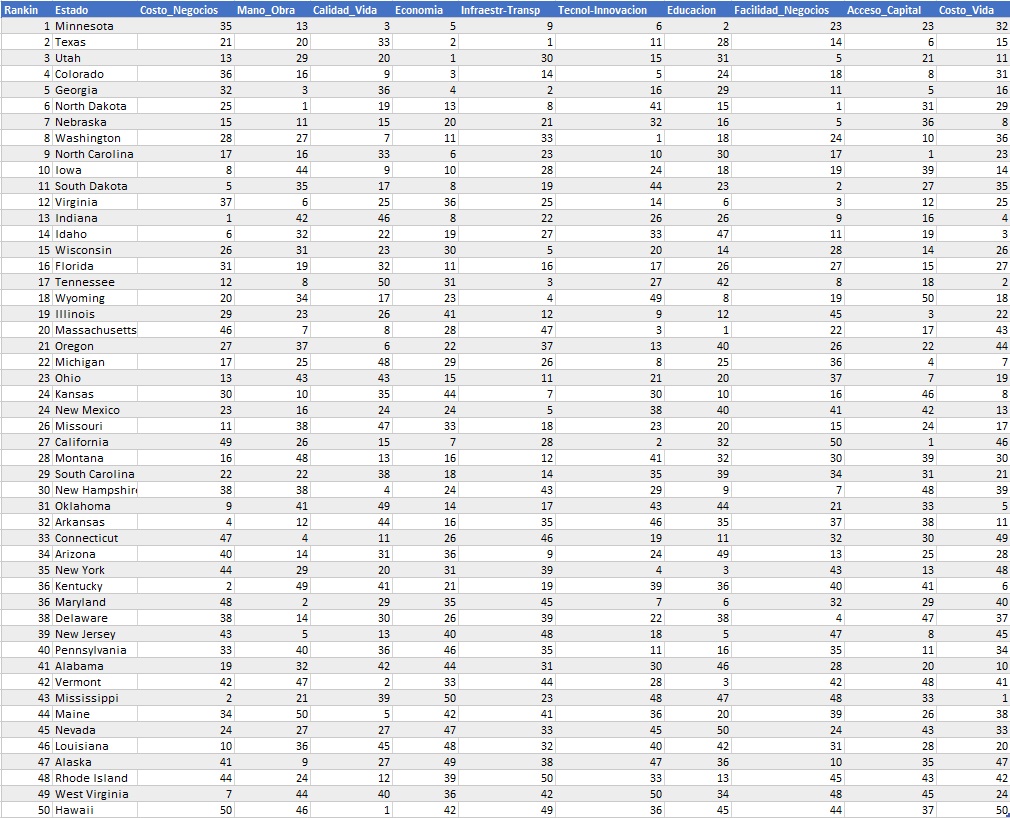 Rankin Estado Costo_Negocios Mano_Obra Calidad_Vida Economia Infraestr-Transp Tecnol-Innovacion Educacion Facilidad_Negocios Acceso_Capital Costo_Vida
1 Minnesota 35 13 3 5 9 6 2 23 23 32
2 Texas 21 20 33 2 1 11 28 14 6 15
3 Utah 13 29 20 1 30 15 31 5 21 11
4 Colorado 36 16 9 3 14 5 24 18 8 31
5 Georgia 32 3 36 4 2 16 29 11 5 16
6 North Dakota 25 1 19 13 8 41 15 1 31 29
7 Nebraska 15 11 15 20 21 32 16 5 36 8
8 Washington 28 27 7 11 33 1 18 24 10 36
9 North Carolina 17 16 33 6 23 10 30 17 1 23
10 Iowa 8 44 9 10 28 24 18 19 39 14
11 South Dakota 5 35 17 8 19 44 23 2 27 35
12 Virginia 37 6 25 36 25 14 6 3 12 25
13 Indiana 1 42 46 8 22 26 26 9 16 4
14 Idaho 6 32 22 19 27 33 47 11 19 3
15 Wisconsin 26 31 23 30 5 20 14 28 14 26
16 Florida 31 19 32 11 16 17 26 27 15 27
17 Tennessee 12 8 50 31 3 27 42 8 18 2
18 Wyoming 20 34 17 23 4 49 8 19 50 18
19 Illinois 29 23 26 41 12 9 12 45 3 22
20 Massachusetts 46 7 8 28 47 3 1 22 17 43
21 Oregon 27 37 6 22 37 13 40 26 22 44
22 Michigan 17 25 48 29 26 8 25 36 4 7
23 Ohio 13 43 43 15 11 21 20 37 7 19
24 Kansas 30 10 35 44 7 30 10 16 46 8
24 New Mexico 23 16 24 24 5 38 40 41 42 13
26 Missouri 11 38 47 33 18 23 20 15 24 17
27 California 49 26 15 7 28 2 32 50 1 46
28 Montana 16 48 13 16 12 41 32 30 39 30
29 South Carolina 22 22 38 18 14 35 39 34 31 21
30 New Hampshir 38 38 4 24 43 29 9 7 48 39
31 Oklahoma 9 41 49 14 17 43 44 21 33 5
32 Arkansas 4 12 44 16 35 46 35 37 38 11
33 Connecticut 47 4 11 26 46 19 11 32 30 49
34 Arizona 40 14 31 36 9 24 49 13 25 28
35 New York 44 29 20 31 39 4 3 43 13 48
36 Kentucky 2 49 41 21 19 39 36 40 41 6
36 Maryland 48 2 29 35 45 7 6 32 29 40
38 Delaware 38 14 30 26 39 22 38 4 47 37
39 New Jersey 43 5 13 40 48 18 5 47 8 45
40 Pennsylvania 33 40 36 46 35 11 16 35 11 34
41 Alabama 19 32 42 44 31 30 46 28 20 10
42 Vermont 42 47 2 33 44 28 3 42 48 41
43 Mississippi 2 21 39 50 23 48 47 48 33 1
44 Maine 34 50 5 42 41 36 20 39 26 38
45 Nevada 24 27 27 47 33 45 50 24 43 33
46 Louisiana 10 36 45 48 32 40 42 31 28 20
47 Alaska 41 9 27 49 38 47 36 10 35 47
48 Rhode Island 44 24 12 39 50 33 13 45 43 42
49 West Virginia 7 44 40 36 42 50 34 48 45 24
50 Hawaii 50 46 1 42 49 36 45 44 37 50